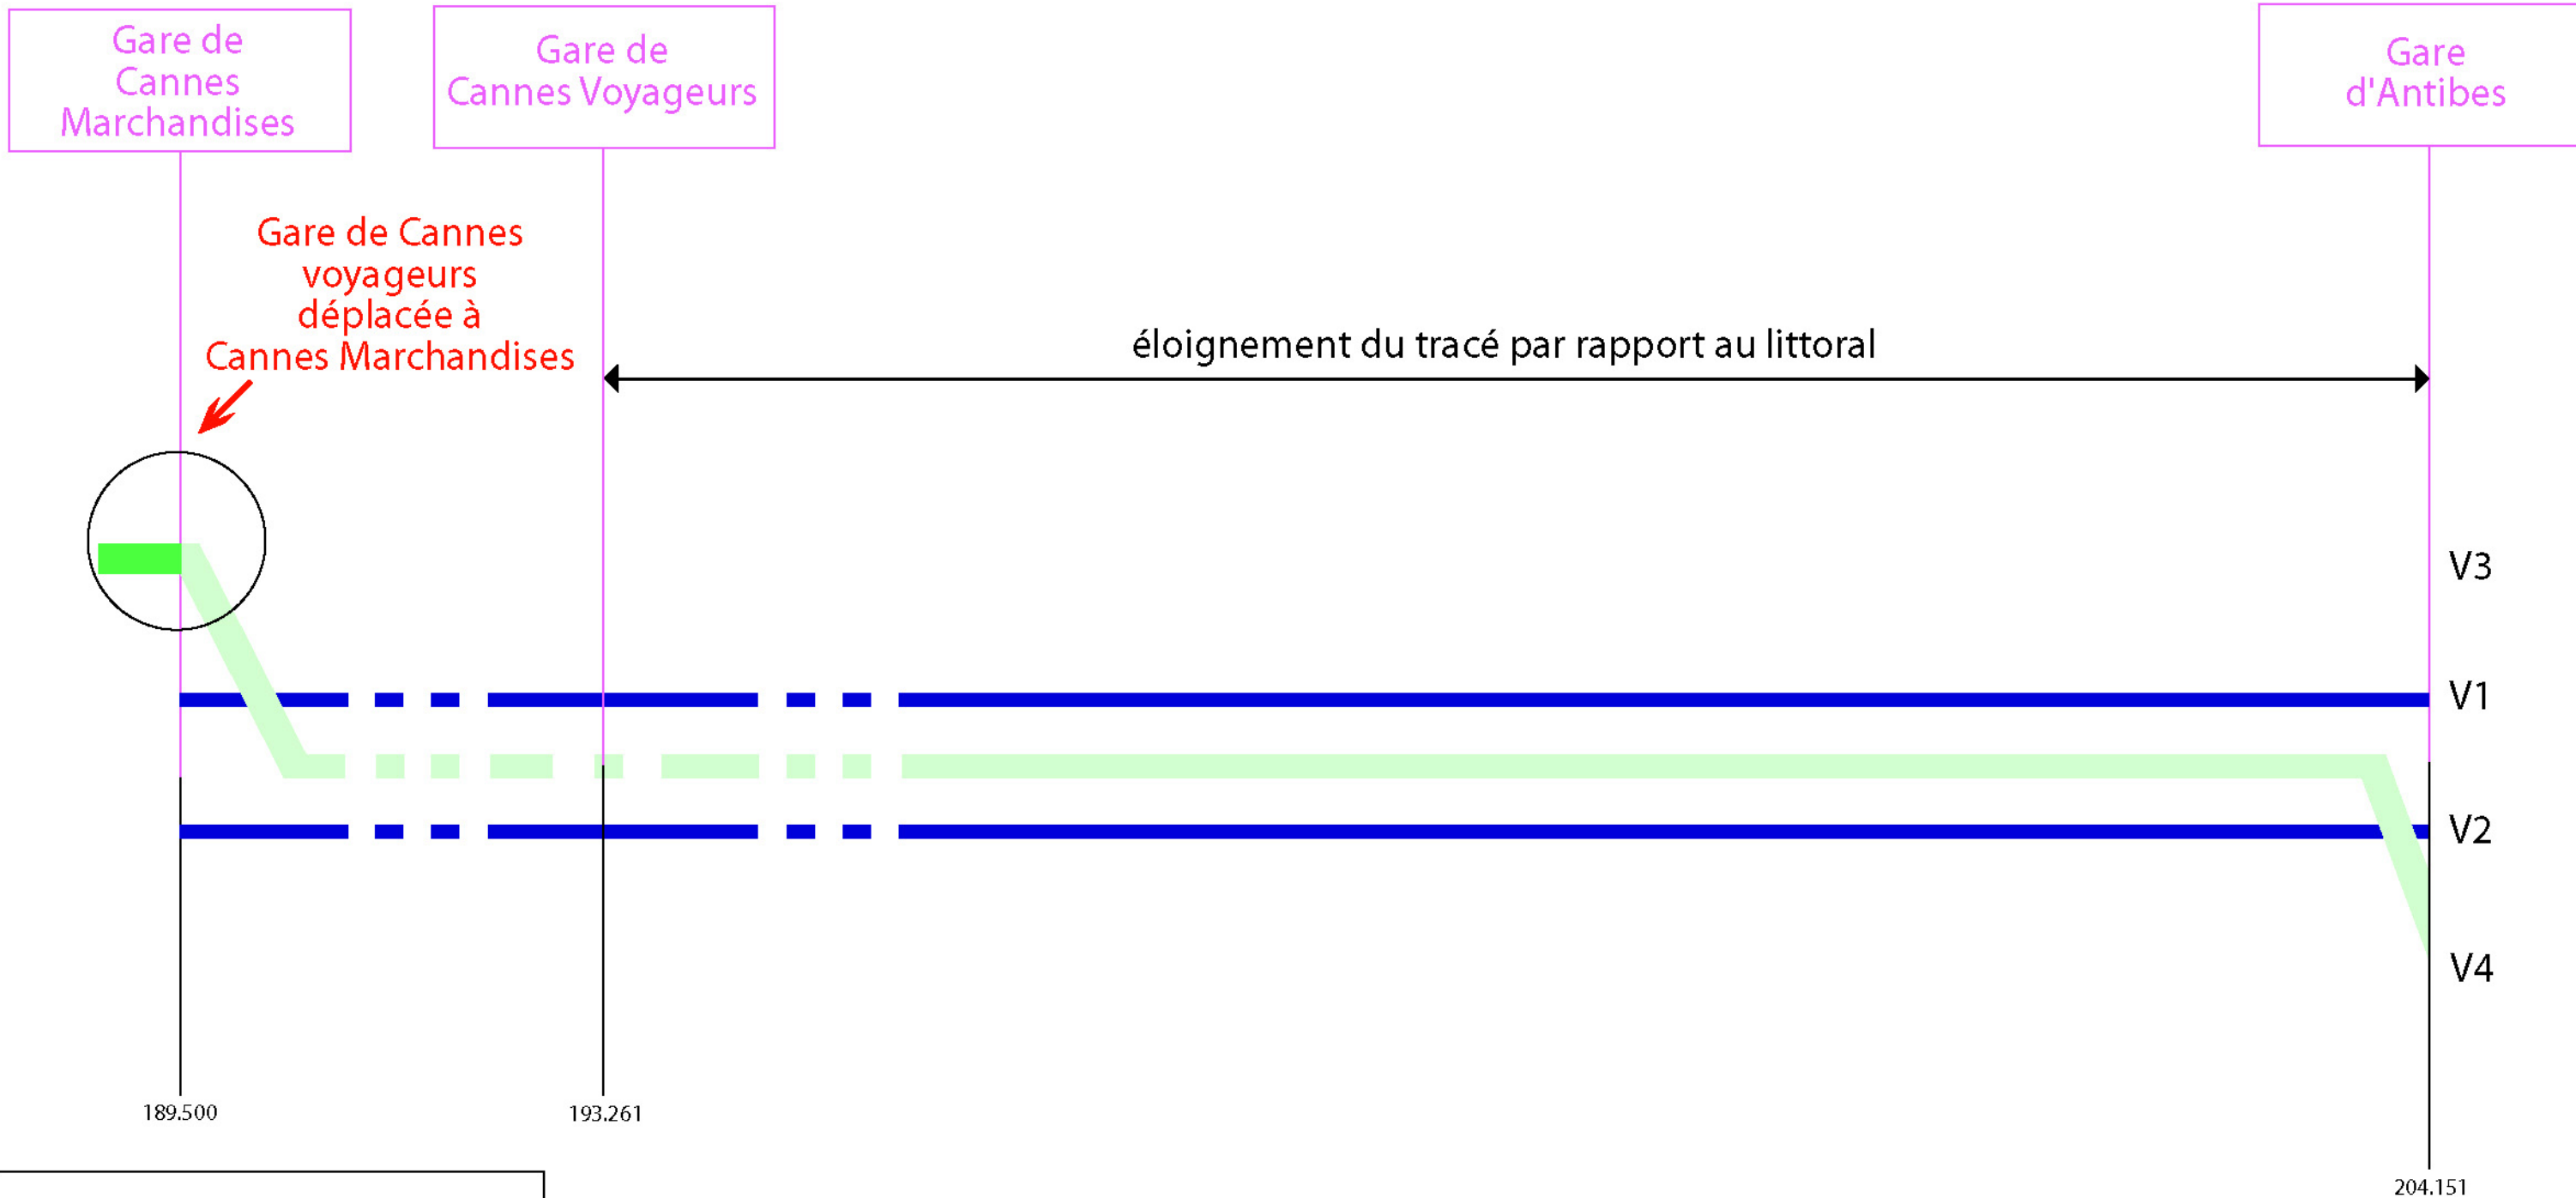 Gare de
Cannes
Marchandises
Gare de
Cannes Voyageurs
Gare
d'Antibes
Gare de Cannes
voyageurs
déplacée à
Cannes Marchandises
éloignement du tracé par rapport au littoral
V3
V1
V2
V4
189.500
193.261
204.151